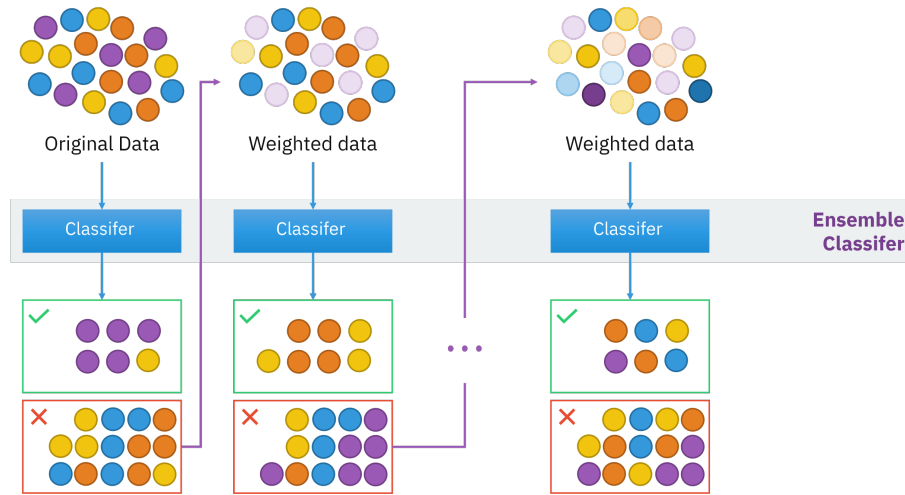 Original Data
Weighted data
Weighted data
Classifer
Classifer
Classifer
Ensemble
Classifer